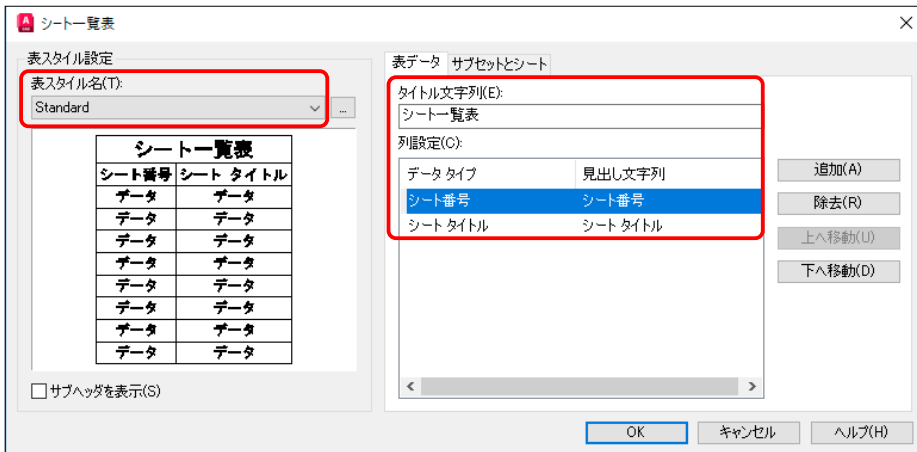 シート一覧表
表スタイル設定
表スタイル名(T):
Standard
...
シート一覧表
シート番号 シート タイトル
データ データ
データ データ
データ データ
データ データ
データ データ
データ データ
データ データ
データ データ
サブヘッダを表示(S)
表データ サブセットとシート
タイトル文字列(E):
シート一覧表
列設定(C):
データ タイプ 見出し文字列
シート番号 シート番号
シート タイトル シート タイトル
追加(A)
除去(R)
上へ移動(U)
下へ移動(D)
OK キャンセル ヘルプ(H)